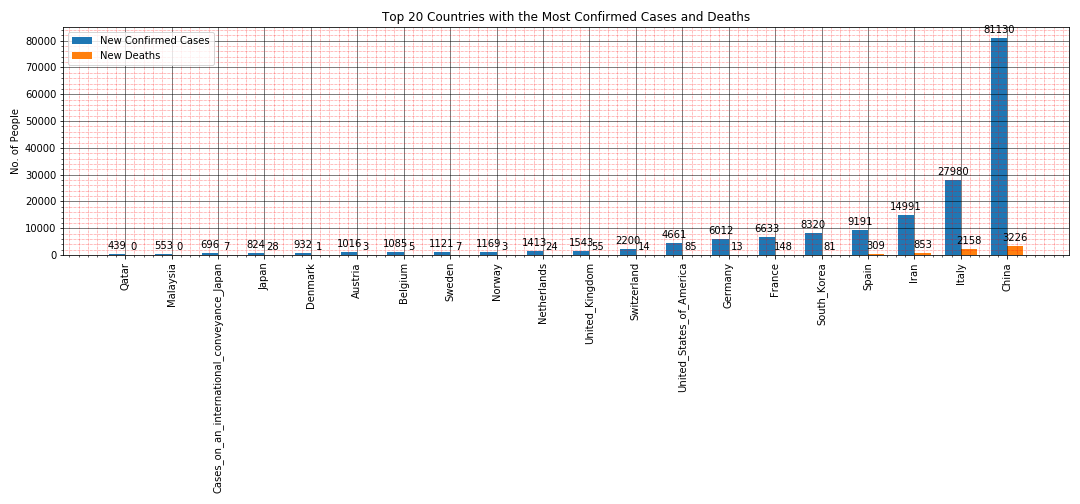 Top 20 Countries with the Most Confirmed Cases and Deaths
New Confirmed Cases
New Deaths
No. of People
80000
70000
60000
50000
40000
30000
20000
10000
0
439 0
553 0
696 7
824 28
932 1
1016 3
1085 5
1121 7
1169 3
1413 24
1543 55
2200 14
4661 85
6012 13
6633 148
8320 81
9191 309
14991 853
27980 2158
81130 3226
Qatar
Malaysia
Cases_on_an_international_conveyance_Japan
Japan
Denmark
Austria
Belgium
Sweden
Norway
Netherlands
United_Kingdom
Switzerland
United_States_of_America
Germany
France
South_Korea
Spain
Iran
Italy
China